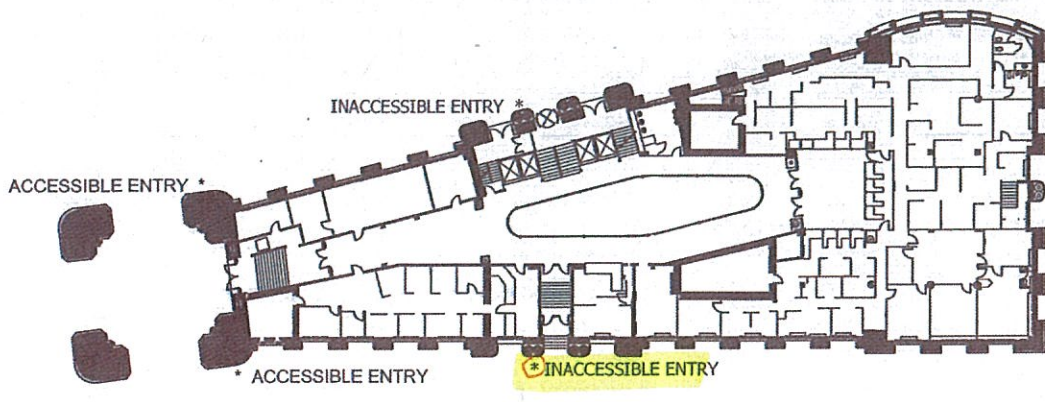 INACCESSIBLE ENTRY *
ACCESSIBLE ENTRY *
* ACCESSIBLE ENTRY
* INACCESSIBLE ENTRY